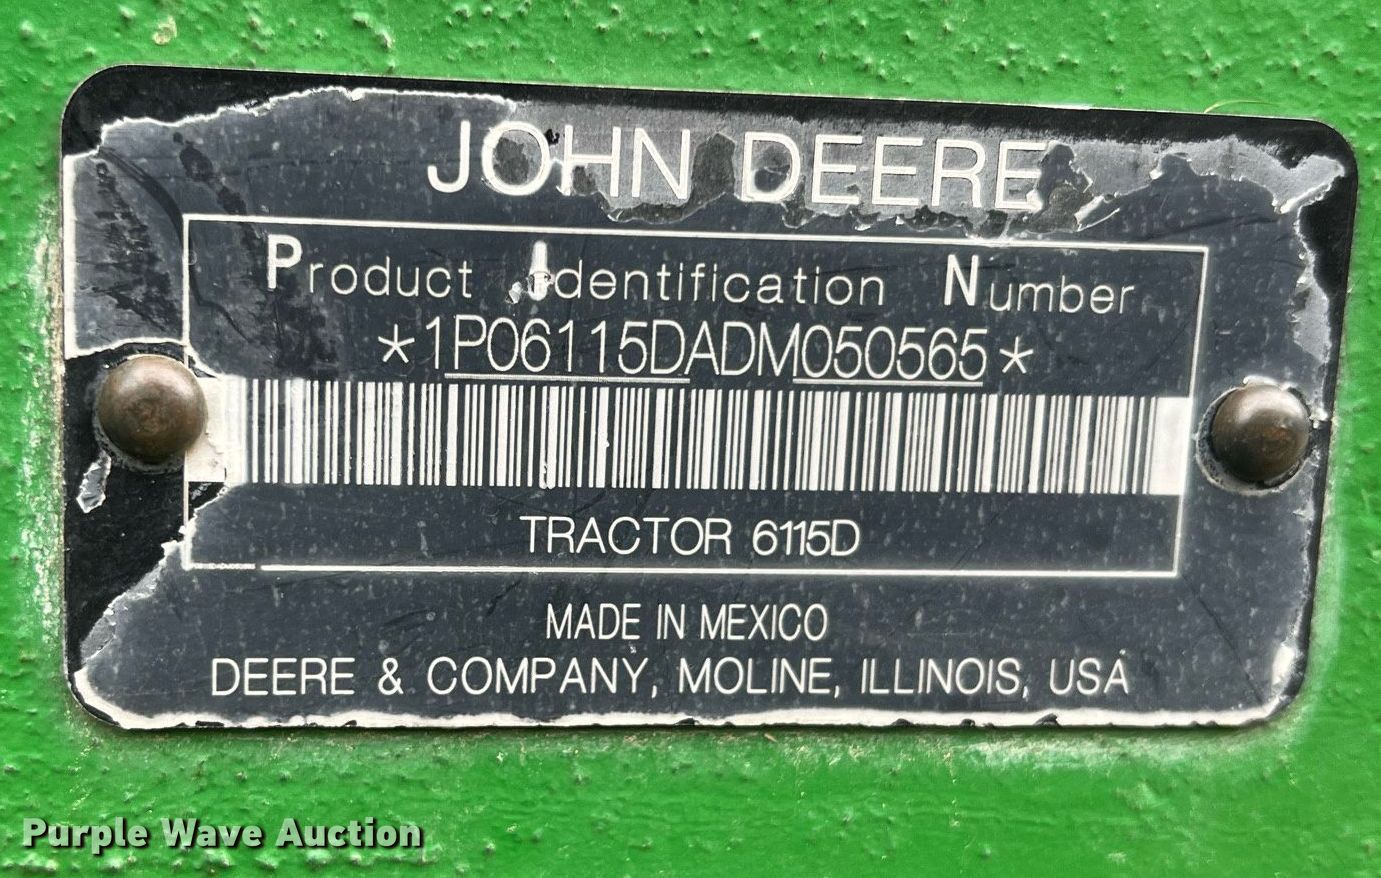 JOHN DEERE
Product Identification Number
*1P06115DADM050565*
TRACTOR 6115D
MADE IN MEXICO
DEERE & COMPANY, MOLINE, ILLINOIS, USA
Purple Wave Auction